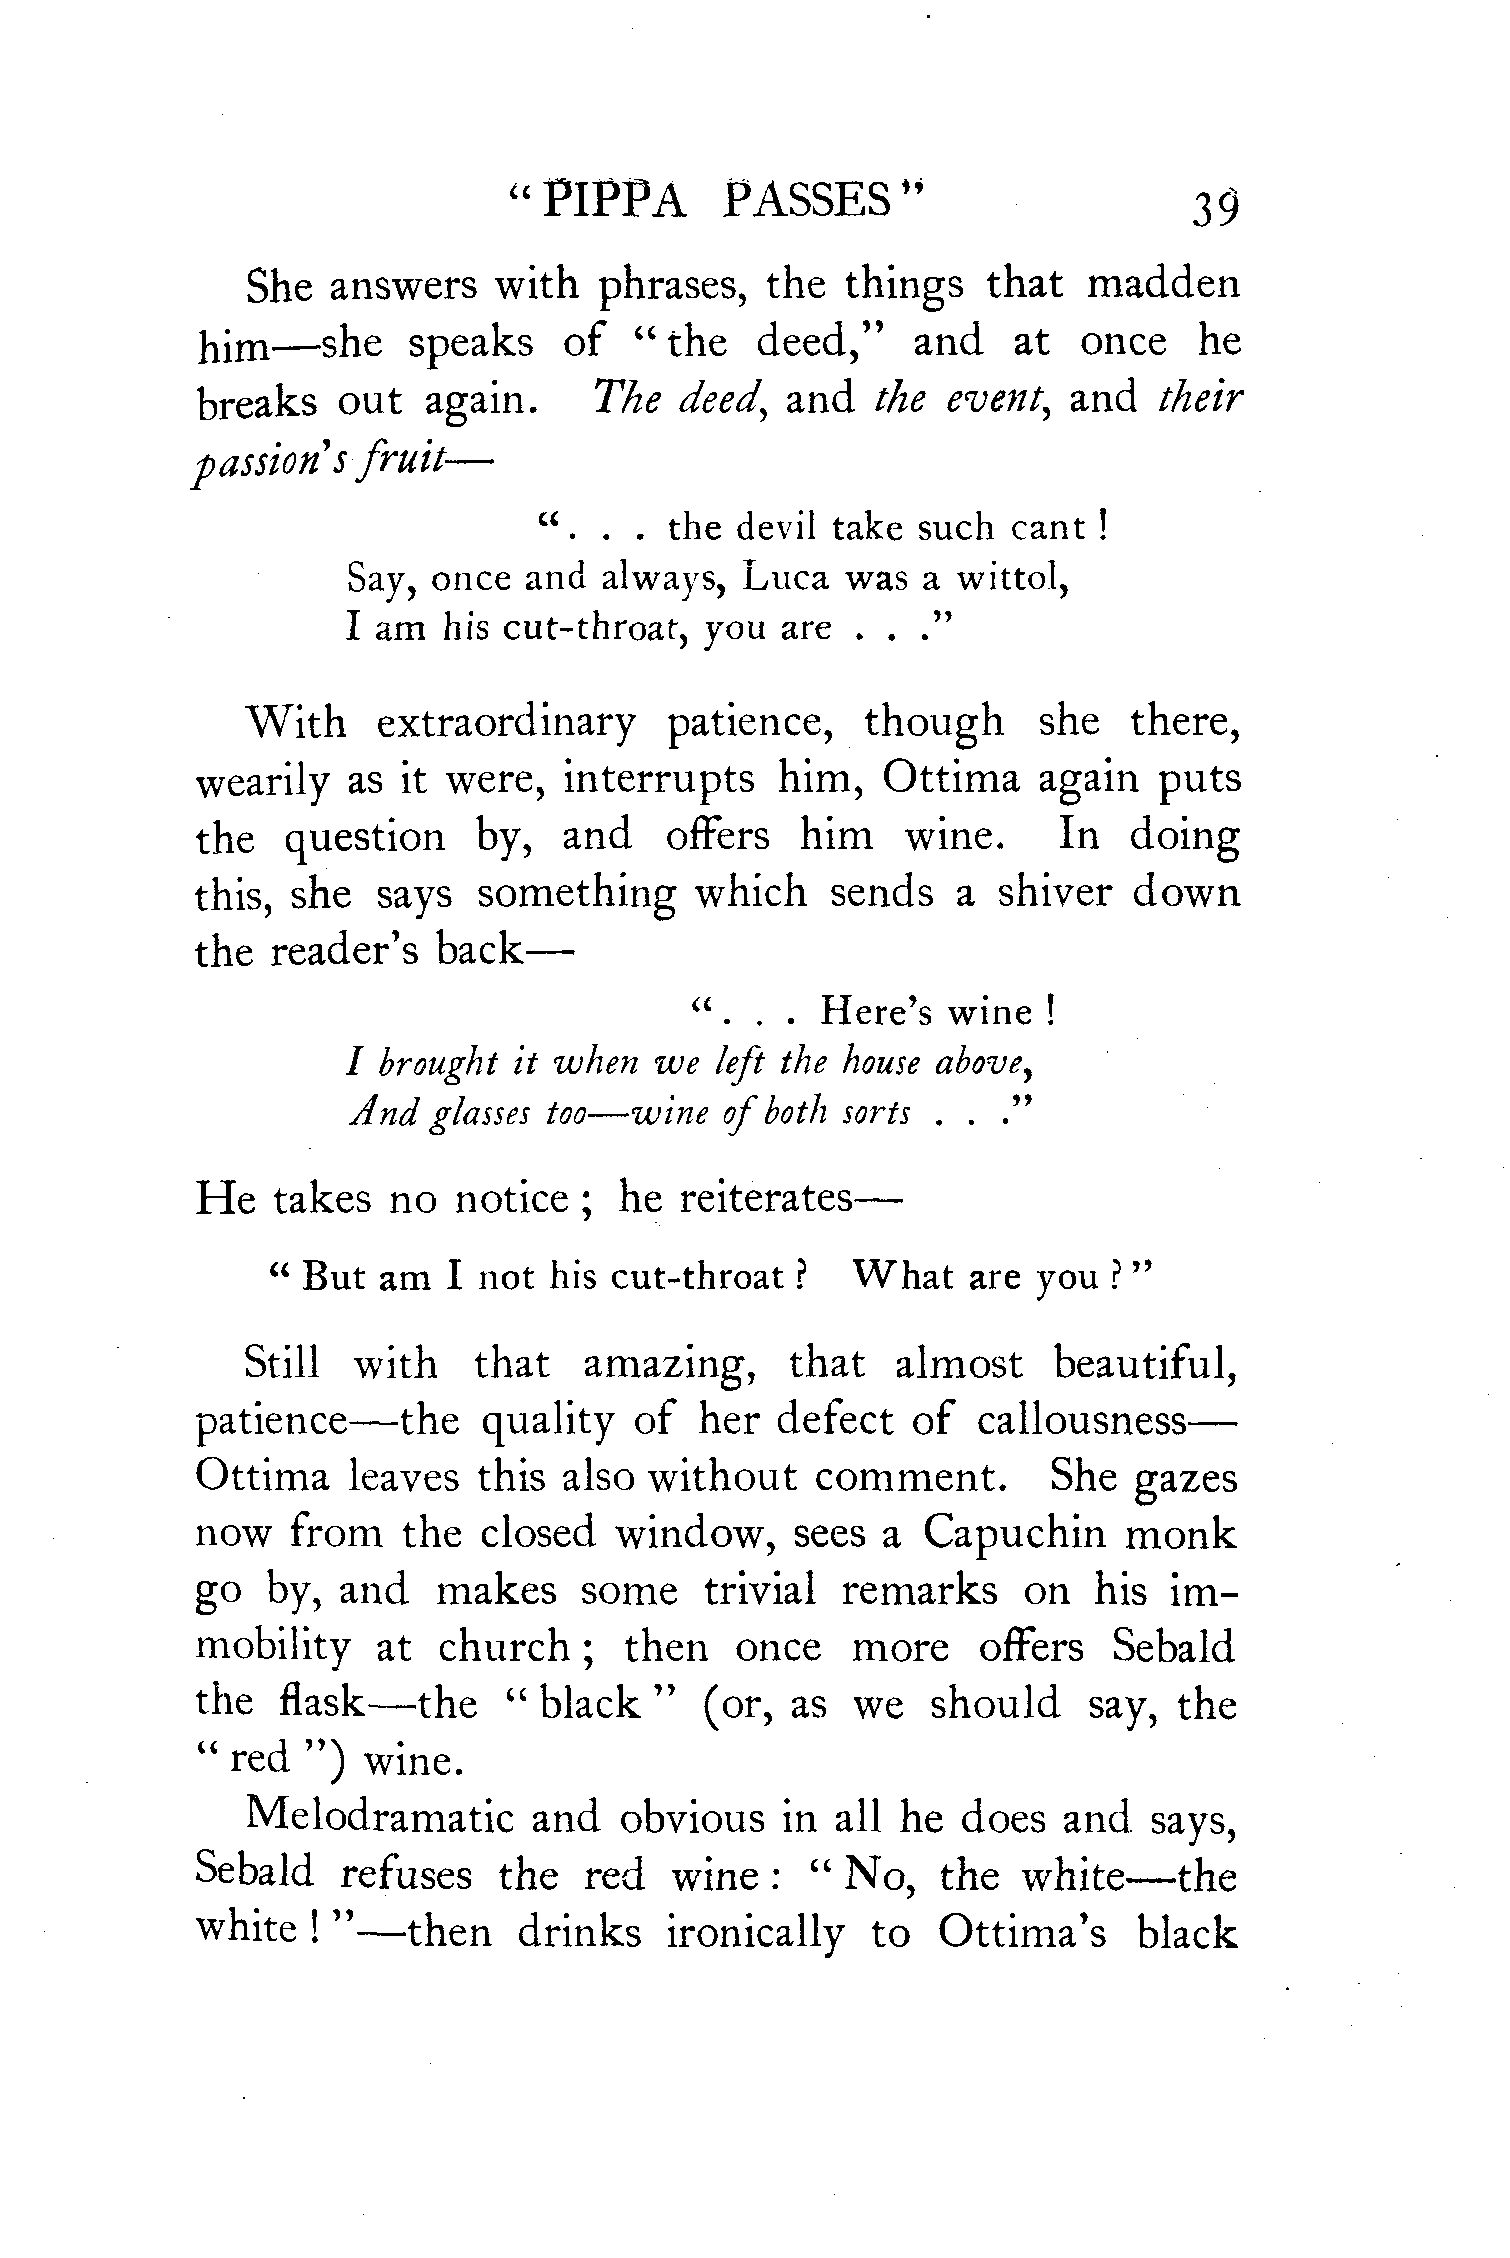 “ PIPPA PASSES ” 39
She answers with phrases, the things that madden
him—she speaks of “ the deed,” and at once he
breaks out again. The deed, and the event, and their
passion's fruit—
“ . . . the devil take such cant !
Say, once and always, Luca was a wittol,
I am his cut-throat, you are . . .”
With extraordinary patience, though she there,
wearily as it were, interrupts him, Ottima again puts
the question by, and offers him wine. In doing
this, she says something which sends a shiver down
the reader's back—
“ . . . Here's wine !
I brought it when we left the house above,
And glasses too—wine of both sorts . . .”
He takes no notice ; he reiterates—
“ But am I not his cut-throat ? What are you ? ”
Still with that amazing, that almost beautiful,
patience—the quality of her defect of callousness—
Ottima leaves this also without comment. She gazes
now from the closed window, sees a Capuchin monk
go by, and makes some trivial remarks on his im-
mobility at church ; then once more offers Sebald
the flask—the “ black ” (or, as we should say, the
“ red ”) wine.
Melodramatic and obvious in all he does and says,
Sebald refuses the red wine : “ No, the white—the
white ! ”—then drinks ironically to Ottima's black